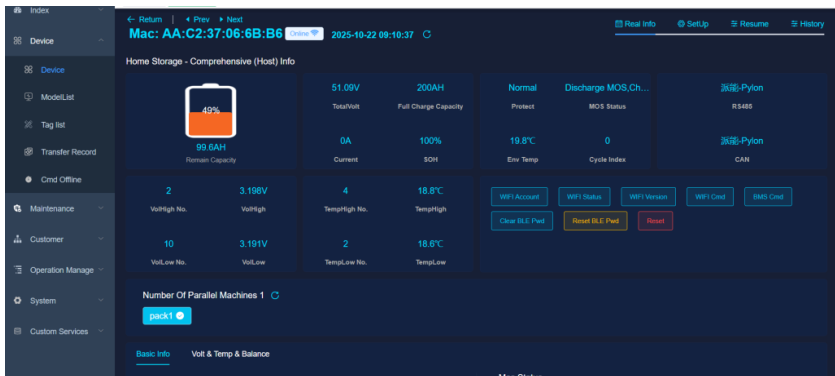 Index
← Return | ◀ Prev ▶ Next
Mac: AA:C2:37:06:6B:B6 Online 2025-10-22 09:10:37
Real Info SetUp Resume History
Device
Device
ModelList
Tag list
Transfer Record
Cmd Offline
Maintenance
Customer
Operation Manage
System
Custom Services
Home Storage - Comprehensive (Host) Info
49%
99.6AH
Remain Capacity
51.09V 200AH
TotalVolt Full Charge Capacity
0A 100%
Current SOH
Normal Discharge MOS,Ch...
Protect MOS Status
19.8℃ 0
Env Temp Cycle Index
派能-Pylon
RS485
派能-Pylon
CAN
2 3.198V 4 18.8℃
VolHigh No. VolHigh TempHigh No. TempHigh
10 3.191V 2 18.6℃
VolLow No. VolLow TempLow No. TempLow
WIFI Account WIFI Status WIFI Version WIFI Cmd BMS Cmd
Clear BLE Pwd Reset BLE Pwd Reset
Number Of Parallel Machines 1
pack1
Basic Info Volt & Temp & Balance